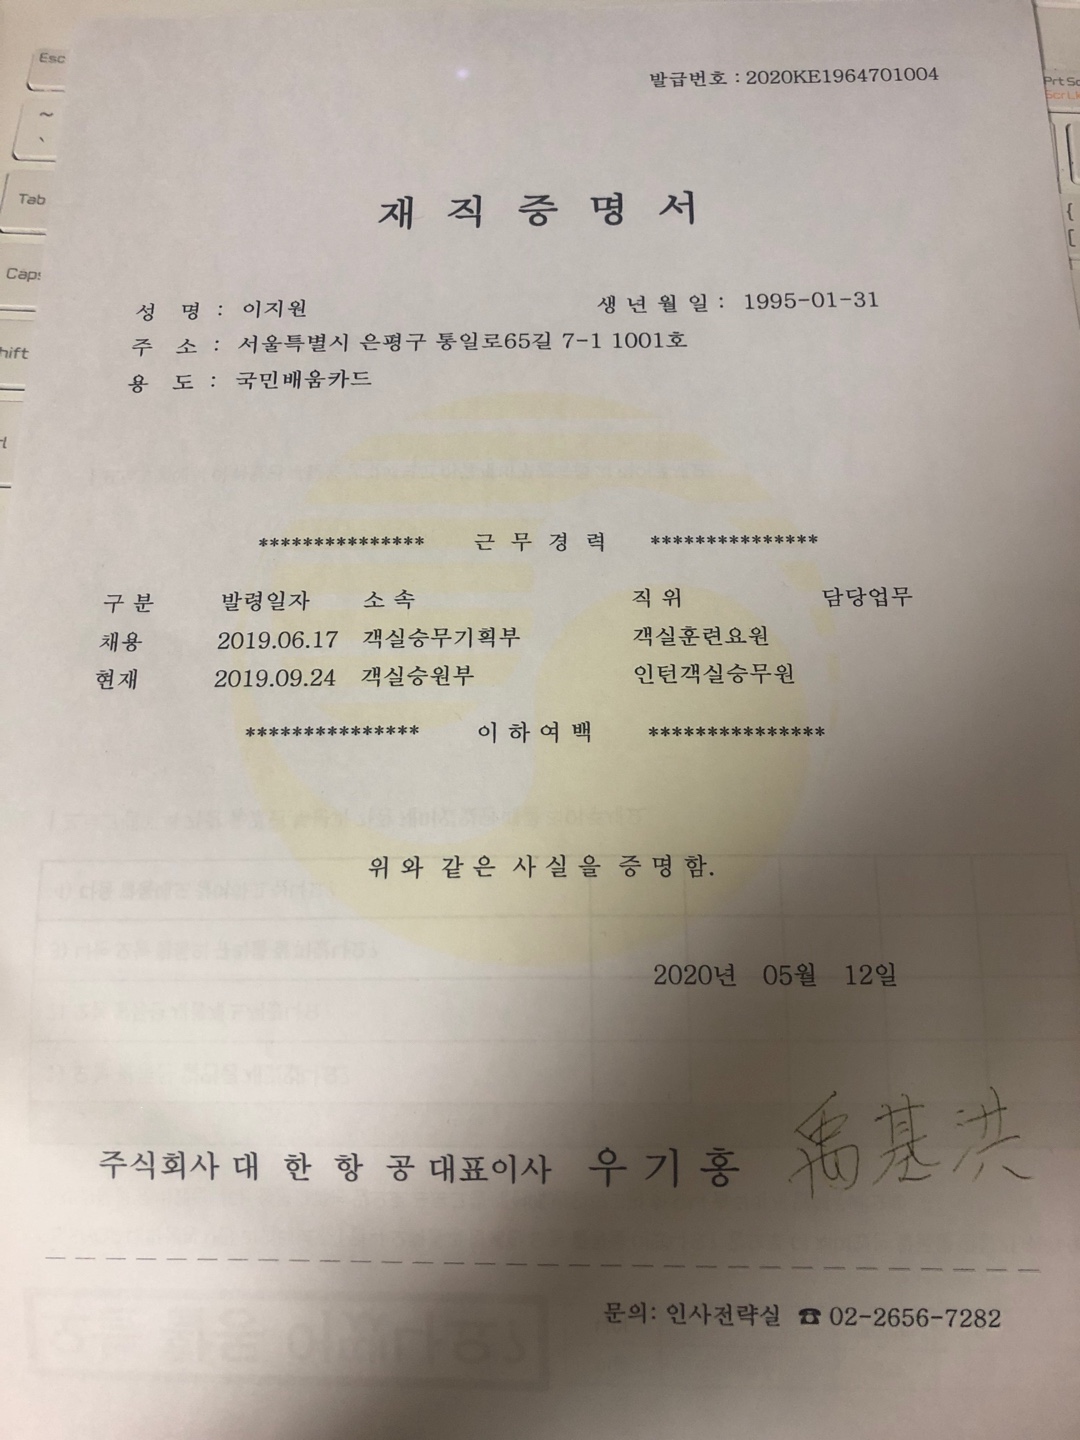 발급번호 : 2020KE1964701004
재 직 증 명 서
성 명 : 이지원 생 년 월 일 : 1995-01-31
주 소 : 서울특별시 은평구 통일로65길 7-1 1001호
용 도 : 국민배움카드
*************** 근 무 경 력 ***************
구 분 발령일자 소 속 직 위 담당업무
채용 2019.06.17 객실승무기획부 객실훈련요원
현재 2019.09.24 객실승원부 인턴객실승무원
*************** 이 하 여 백 ***************
위 와 같 은 사 실 을 증 명 함.
2020년 05월 12일
주식회사 대 한 항 공 대표이사 우 기 홍 禹基洪
문의: 인사전략실 ☎ 02-2656-7282
Esc
~
`
Tab
Caps
hift
PrtSc
ScrLk
{
[